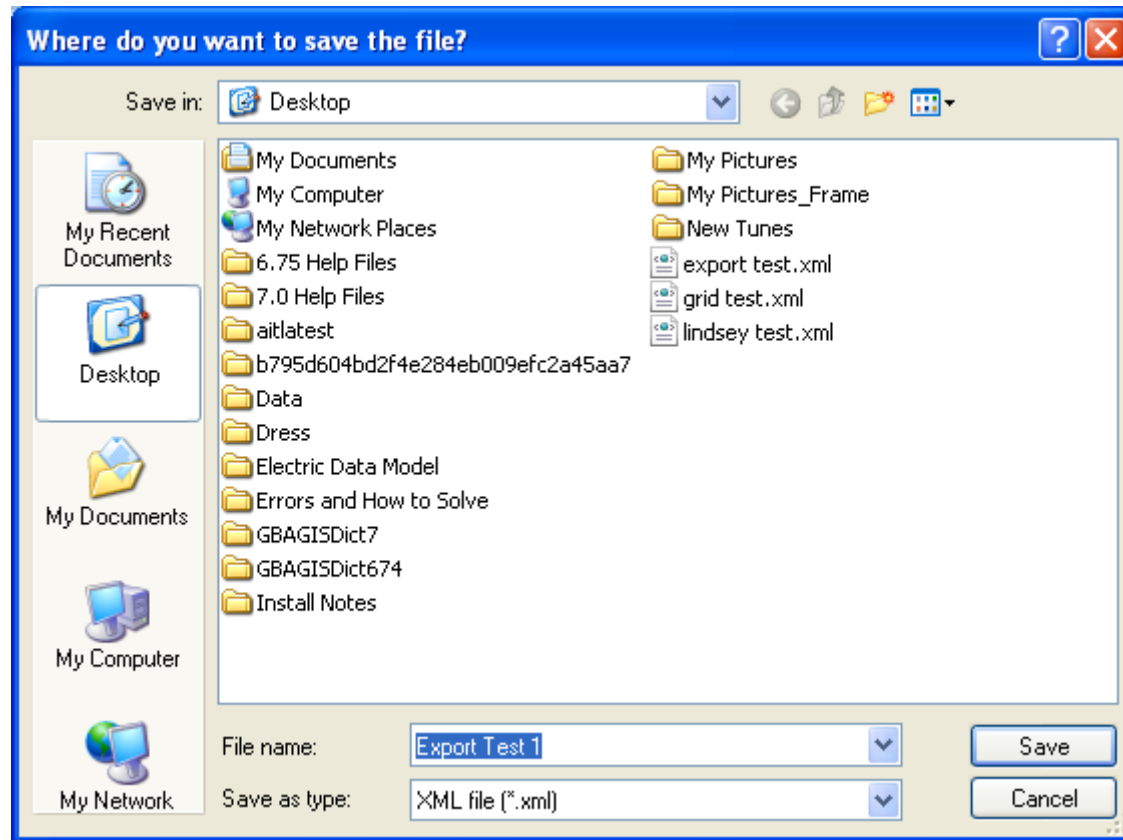 Where do you want to save the file?
Save in:
Desktop
My Recent
Documents
Desktop
My Documents
My Computer
My Network
My Documents
My Computer
My Network Places
6.75 Help Files
7.0 Help Files
aitlatest
b795d604bd2f4e284eb009efc2a45aa7
Data
Dress
Electric Data Model
Errors and How to Solve
GBAGISDict7
GBAGISDict674
Install Notes
My Pictures
My Pictures_Frame
New Tunes
export test.xml
grid test.xml
lindsey test.xml
File name:
Export Test 1
Save
Save as type:
XML file (*.xml)
Cancel